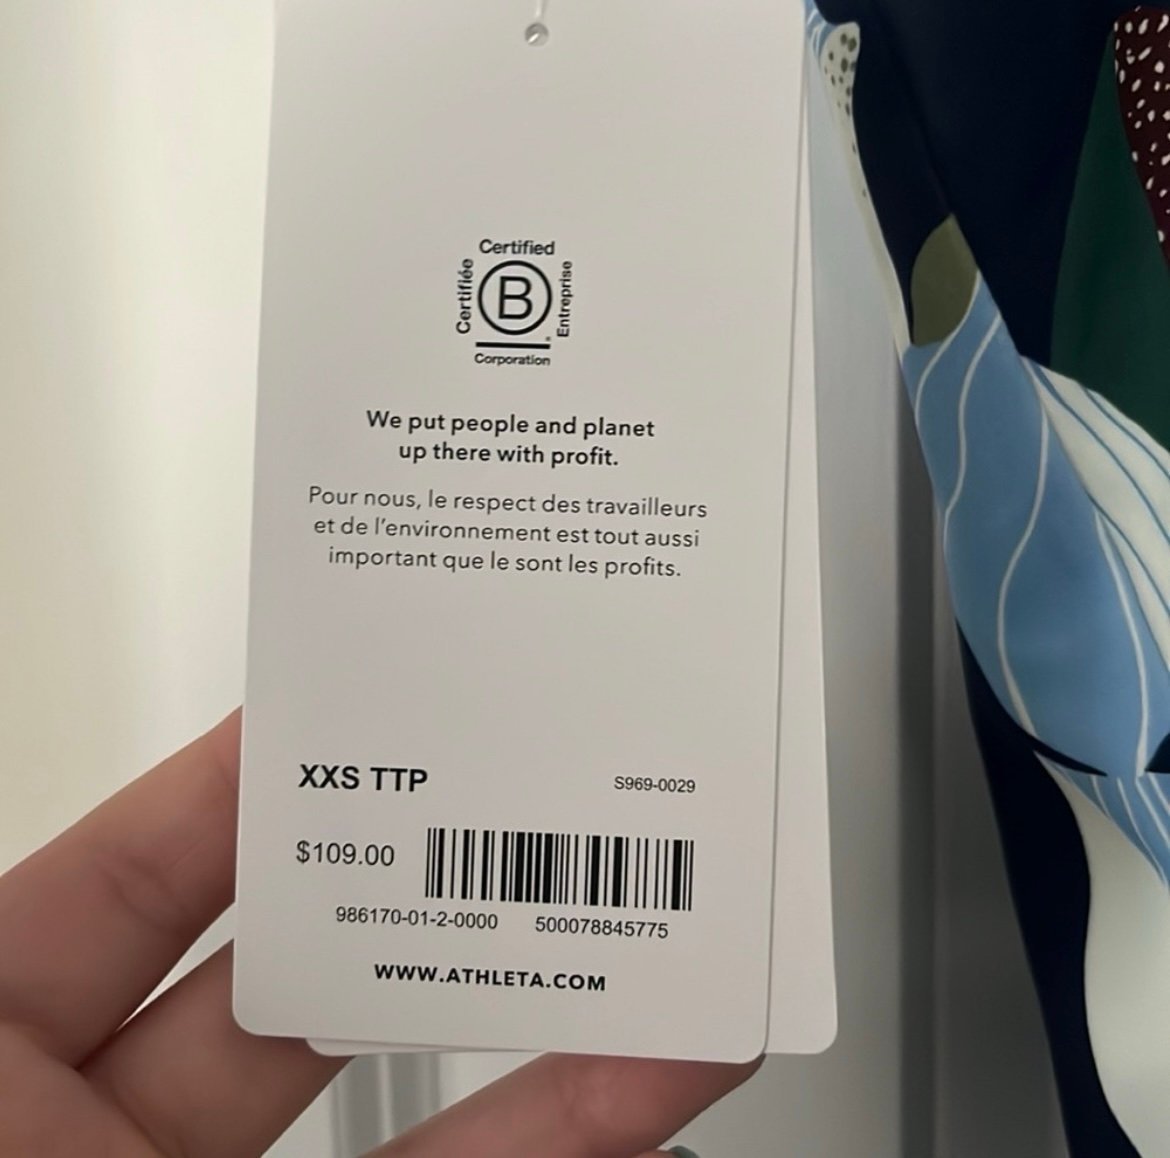 Certified
Certifiée
B
Entreprise
Corporation
We put people and planet
up there with profit.
Pour nous, le respect des travailleurs
et de l'environnement est tout aussi
important que le sont les profits.
XXS TTP
S969-0029
$109.00
986170-01-2-0000 500078845775
WWW.ATHLETA.COM